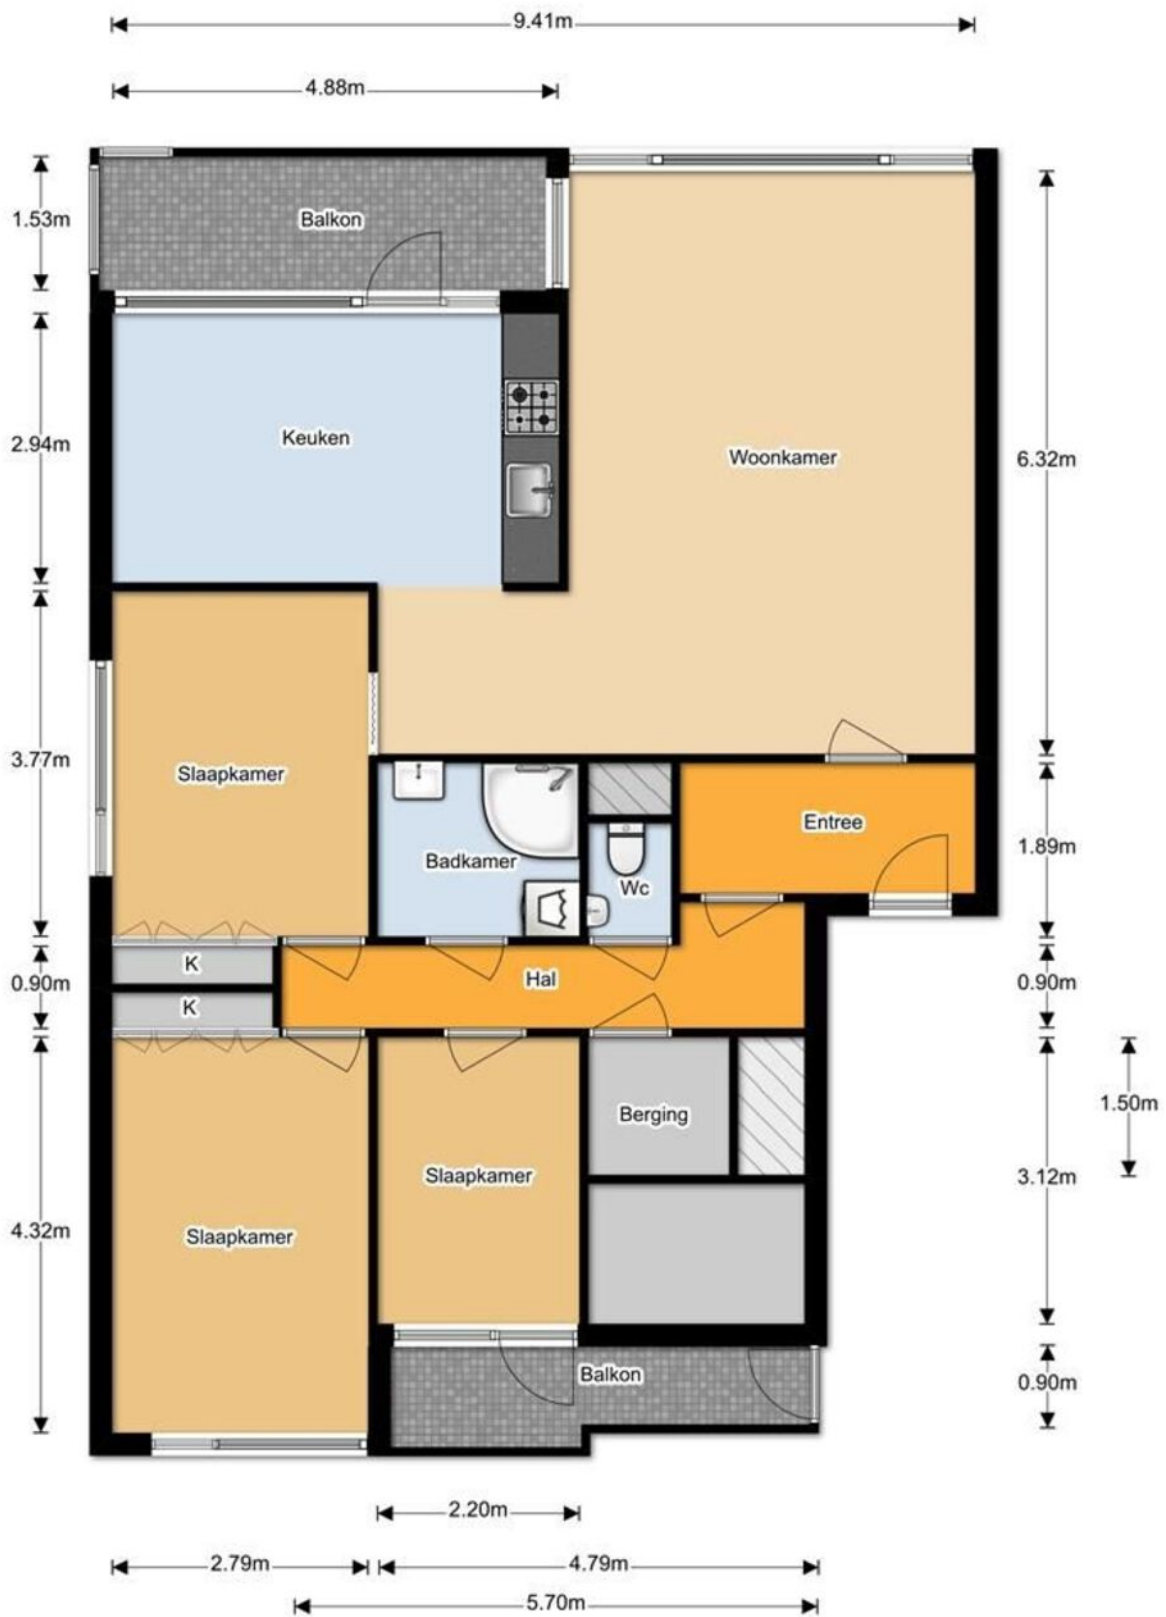 9.41m
4.88m
1.53m
Balkon
2.94m
Keuken
Woonkamer
6.32m
3.77m
Slaapkamer
Badkamer
Wc
Entree
1.89m
0.90m
K
K
Hal
0.90m
Berging
1.50m
3.12m
Slaapkamer
4.32m
Slaapkamer
Balkon
0.90m
2.20m
2.79m
4.79m
5.70m